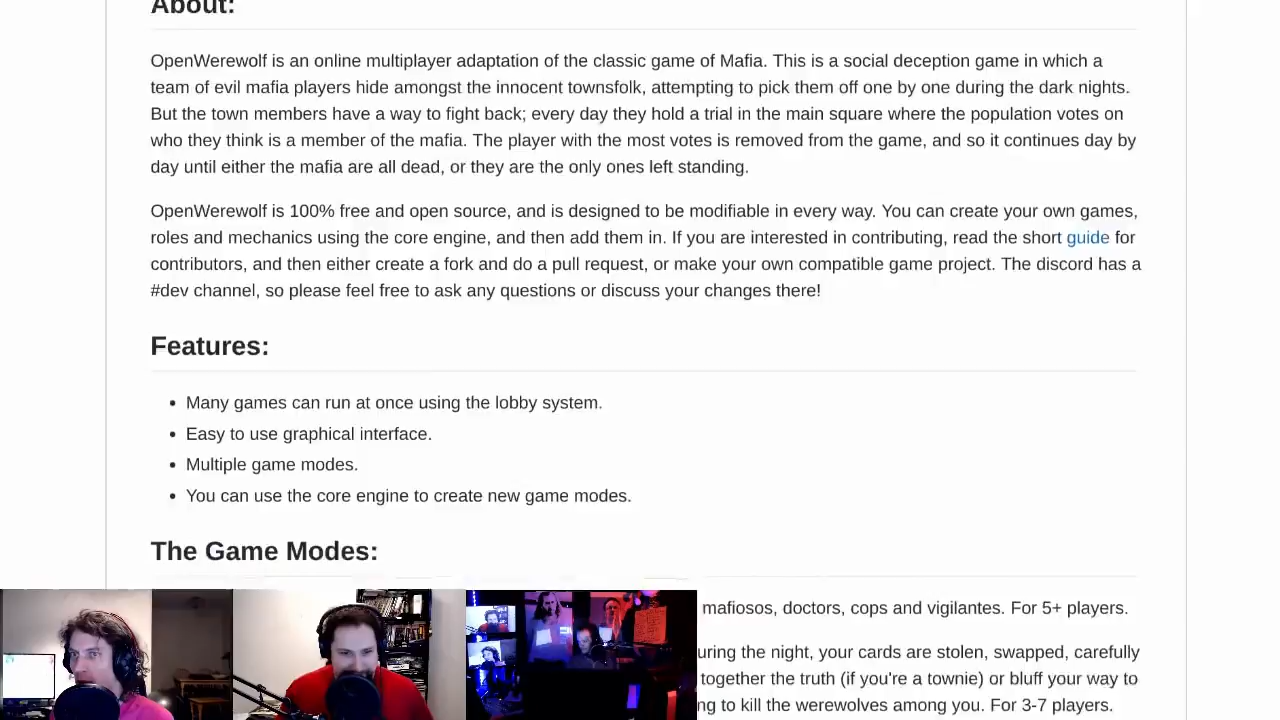 About:
OpenWerewolf is an online multiplayer adaptation of the classic game of Mafia. This is a social deception game in which a
team of evil mafia players hide amongst the innocent townsfolk, attempting to pick them off one by one during the dark nights.
But the town members have a way to fight back; every day they hold a trial in the main square where the population votes on
who they think is a member of the mafia. The player with the most votes is removed from the game, and so it continues day by
day until either the mafia are all dead, or they are the only ones left standing.
OpenWerewolf is 100% free and open source, and is designed to be modifiable in every way. You can create your own games,
roles and mechanics using the core engine, and then add them in. If you are interested in contributing, read the short guide for
contributors, and then either create a fork and do a pull request, or make your own compatible game project. The discord has a
#dev channel, so please feel free to ask any questions or discuss your changes there!
Features:
Many games can run at once using the lobby system.
Easy to use graphical interface.
Multiple game modes.
You can use the core engine to create new game modes.
The Game Modes:
mafiosos, doctors, cops and vigilantes. For 5+ players.
uring the night, your cards are stolen, swapped, carefully
together the truth (if you're a townie) or bluff your way to
ng to kill the werewolves among you. For 3-7 players.